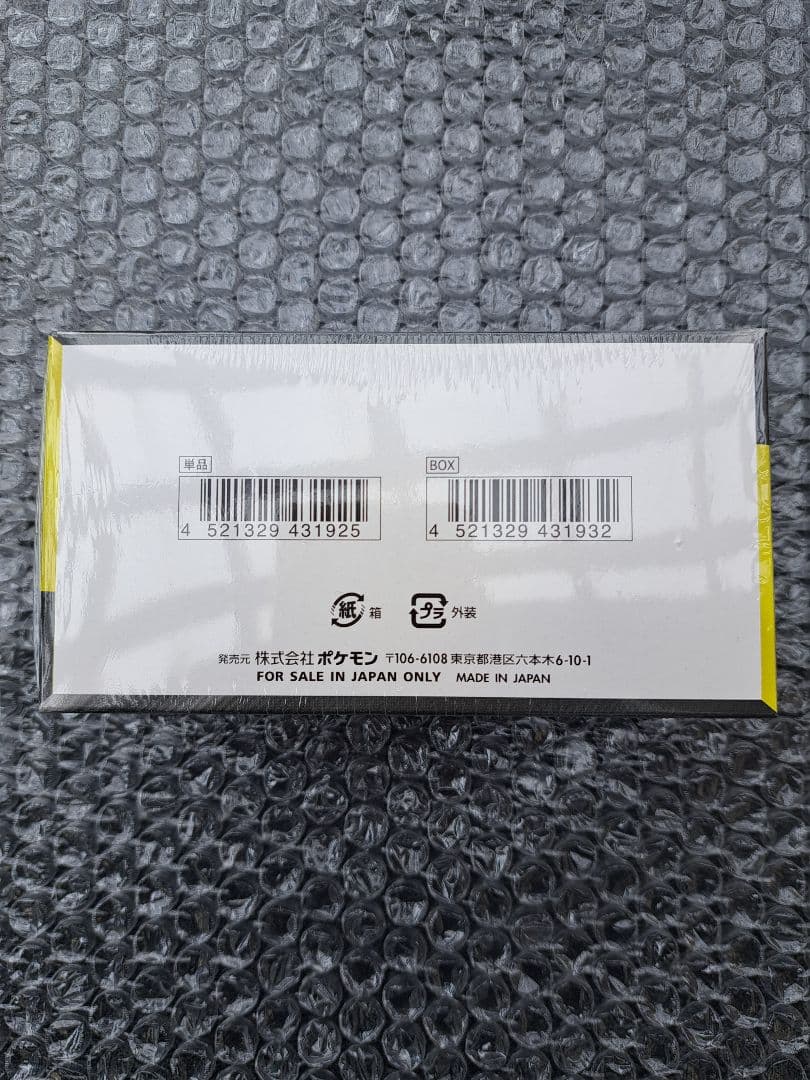 単品
4 521329 431925
BOX
4 521329 431932
紙 箱
プラ 外装
発売元 株式会社 ポケモン 〒106-6108 東京都港区六本木6-10-1
FOR SALE IN JAPAN ONLY MADE IN JAPAN